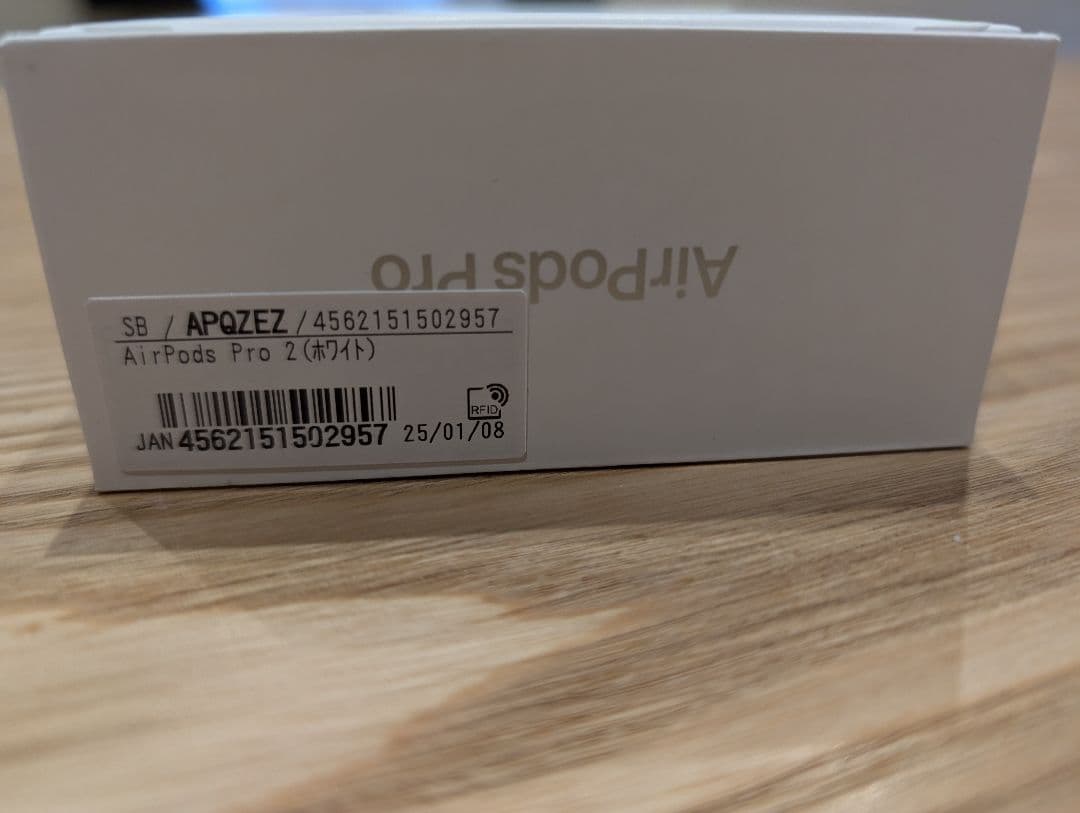 AirPods Pro
SB / APQZEZ / 4562151502957
AirPods Pro 2(ﾎﾜｲﾄ)
RFID
JAN 4562151502957 25/01/08